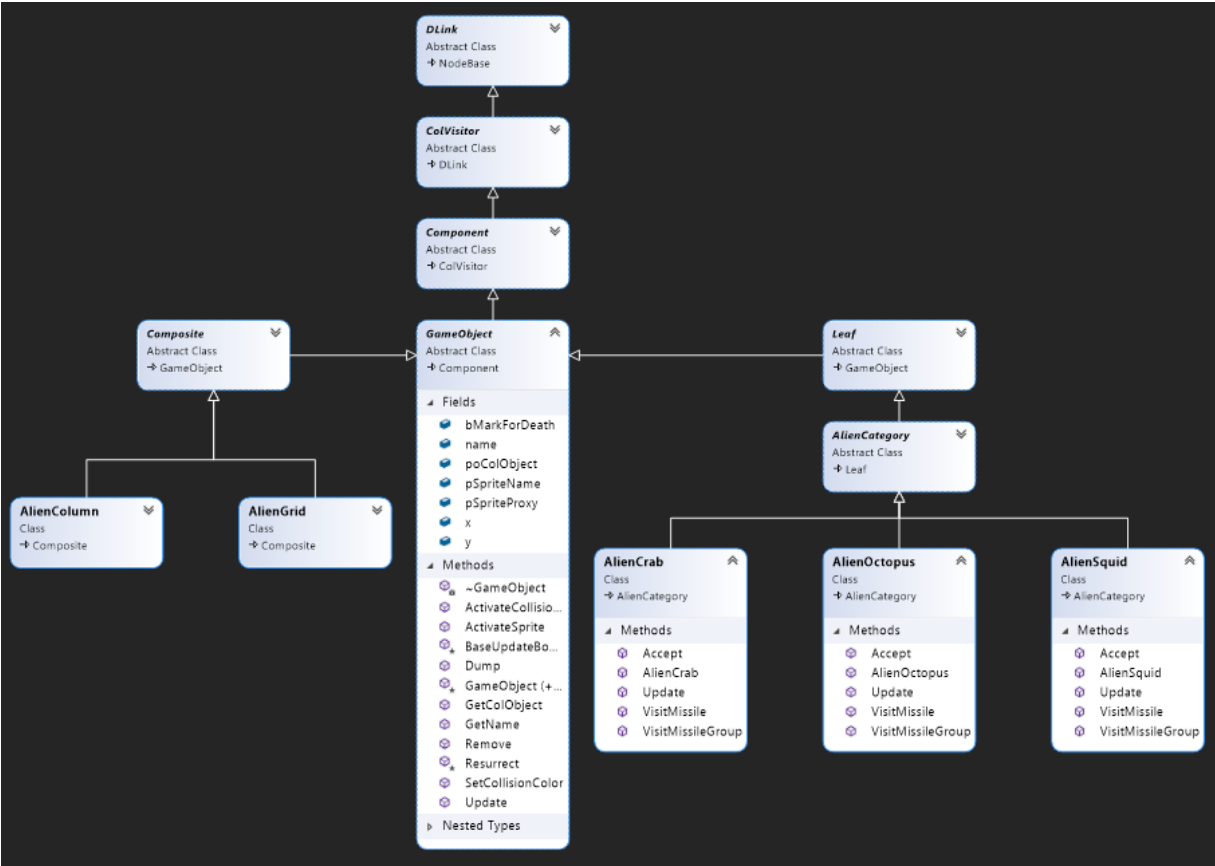 DLink
Abstract Class
NodeBase
ColVisitor
Abstract Class
DLink
Component
Abstract Class
ColVisitor
Composite
Abstract Class
GameObject
GameObject
Abstract Class
Component
Fields
bMarkForDeath
name
poColObject
pSpriteName
pSpriteProxy
x
y
Methods
~GameObject
ActivateCollisio...
ActivateSprite
BaseUpdateBo...
Dump
GameObject (+...
GetColObject
GetName
Remove
Resurrect
SetCollisionColor
Update
Nested Types
Leaf
Abstract Class
GameObject
AlienCategory
Abstract Class
Leaf
AlienColumn
Class
Composite
AlienGrid
Class
Composite
AlienCrab
Class
AlienCategory
Methods
Accept
AlienCrab
Update
VisitMissile
VisitMissileGroup
AlienOctopus
Class
AlienCategory
Methods
Accept
AlienOctopus
Update
VisitMissile
VisitMissileGroup
AlienSquid
Class
AlienCategory
Methods
Accept
AlienSquid
Update
VisitMissile
VisitMissileGroup